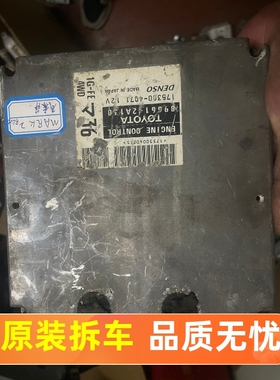 TOYOTA
ENGINE CONTROL
89661-2A130
175300-4071 12V
DENSO MADE IN JAPAN
1G-FE
AWD
MARK 2
原装拆车 品质无忧